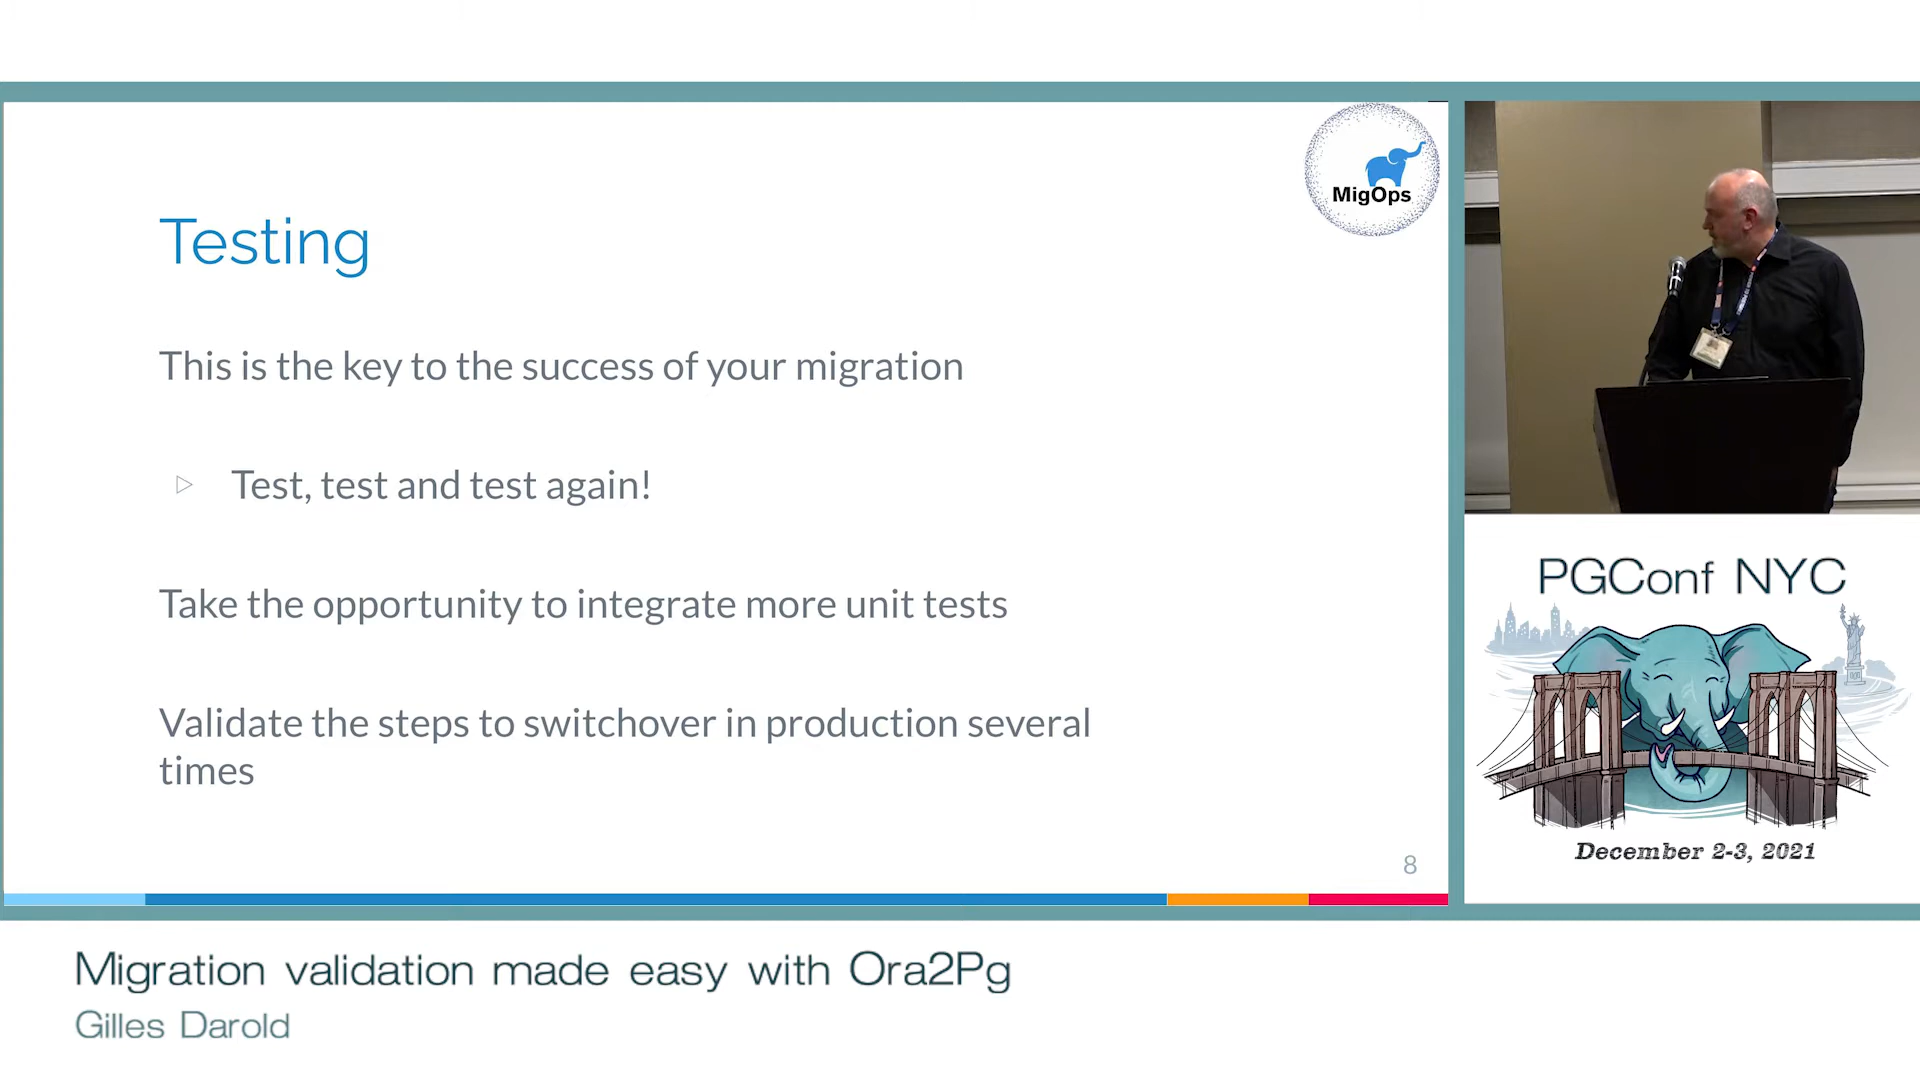 MigOps
Testing
This is the key to the success of your migration
Test, test and test again!
Take the opportunity to integrate more unit tests
Validate the steps to switchover in production several
times
8
PGConf NYC
December 2-3, 2021
Migration validation made easy with Ora2Pg
Gilles Darold